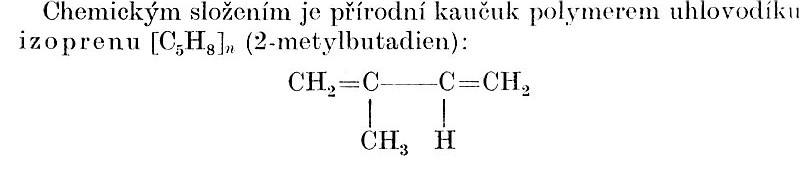 Chemickým složením je přírodní kaučuk polymerem uhlovodíku
izoprenu [C₅H₈]ₙ (2-metylbutadien):
CH₂=C—C=CH₂
CH₃ H